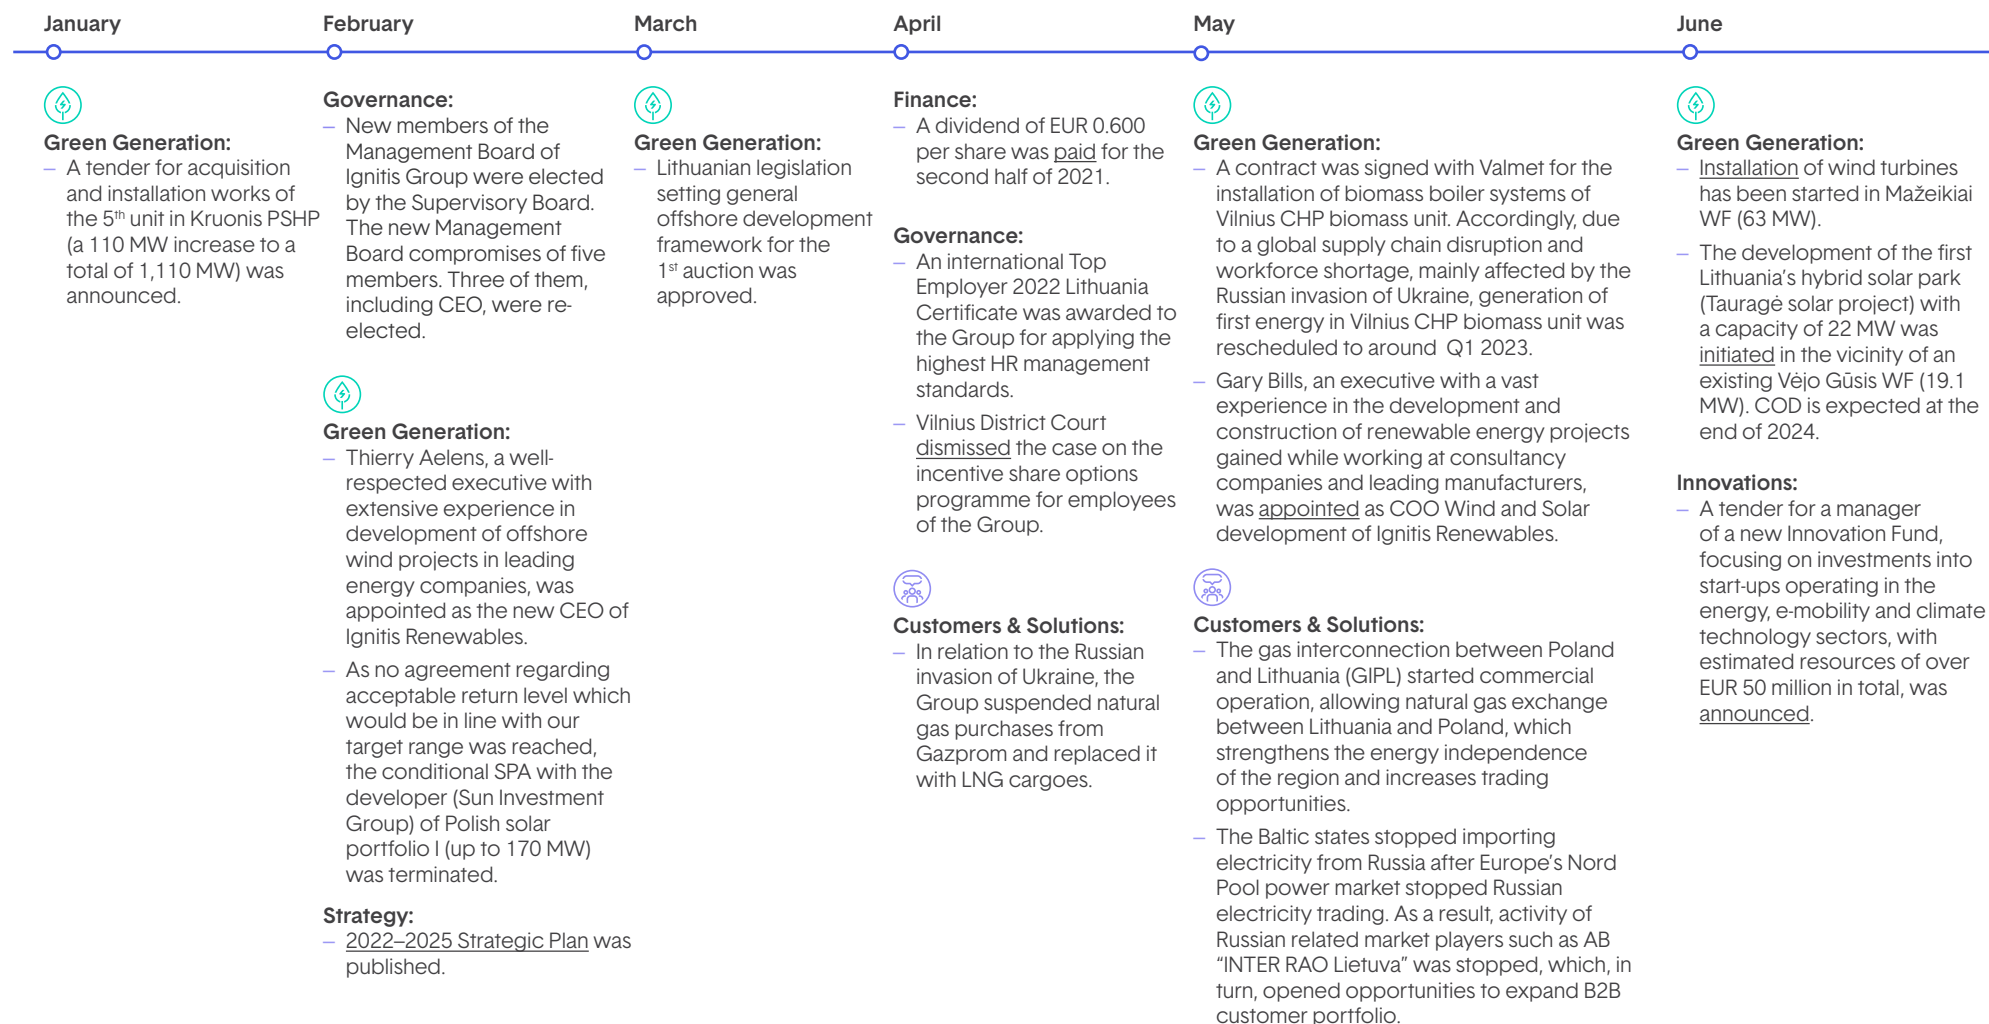 January
February
March
April
May
June
Green Generation:
– A tender for acquisition
and installation works of
the 5th unit in Kruonis PSHP
(a 110 MW increase to a
total of 1,110 MW) was
announced.
Governance:
– New members of the
Management Board of
Ignitis Group were elected
by the Supervisory Board.
The new Management
Board compromises of five
members. Three of them,
including CEO, were re-
elected.
Green Generation:
– Thierry Aelens, a well-
respected executive with
extensive experience in
development of offshore
wind projects in leading
energy companies, was
appointed as the new CEO of
Ignitis Renewables.
– As no agreement regarding
acceptable return level which
would be in line with our
target range was reached,
the conditional SPA with the
developer (Sun Investment
Group) of Polish solar
portfolio I (up to 170 MW)
was terminated.
Strategy:
– 2022–2025 Strategic Plan was
published.
Green Generation:
– Lithuanian legislation
setting general
offshore development
framework for the
1st auction was
approved.
Finance:
– A dividend of EUR 0.600
per share was paid for the
second half of 2021.
Governance:
– An international Top
Employer 2022 Lithuania
Certificate was awarded to
the Group for applying the
highest HR management
standards.
– Vilnius District Court
dismissed the case on the
incentive share options
programme for employees
of the Group.
Customers & Solutions:
– In relation to the Russian
invasion of Ukraine, the
Group suspended natural
gas purchases from
Gazprom and replaced it
with LNG cargoes.
Green Generation:
– A contract was signed with Valmet for the
installation of biomass boiler systems of
Vilnius CHP biomass unit. Accordingly, due
to a global supply chain disruption and
workforce shortage, mainly affected by the
Russian invasion of Ukraine, generation of
first energy in Vilnius CHP biomass unit was
rescheduled to around Q1 2023.
– Gary Bills, an executive with a vast
experience in the development and
construction of renewable energy projects
gained while working at consultancy
companies and leading manufacturers,
was appointed as COO Wind and Solar
development of Ignitis Renewables.
Customers & Solutions:
– The gas interconnection between Poland
and Lithuania (GIPL) started commercial
operation, allowing natural gas exchange
between Lithuania and Poland, which
strengthens the energy independence
of the region and increases trading
opportunities.
– The Baltic states stopped importing
electricity from Russia after Europe's Nord
Pool power market stopped Russian
electricity trading. As a result, activity of
Russian related market players such as AB
“INTER RAO Lietuva” was stopped, which, in
turn, opened opportunities to expand B2B
customer portfolio.
Green Generation:
– Installation of wind turbines
has been started in Mažeikiai
WF (63 MW).
– The development of the first
Lithuania's hybrid solar park
(Tauragė solar project) with
a capacity of 22 MW was
initiated in the vicinity of an
existing Vėjo Gūsis WF (19.1
MW). COD is expected at the
end of 2024.
Innovations:
– A tender for a manager
of a new Innovation Fund,
focusing on investments into
start-ups operating in the
energy, e-mobility and climate
technology sectors, with
estimated resources of over
EUR 50 million in total, was
announced.